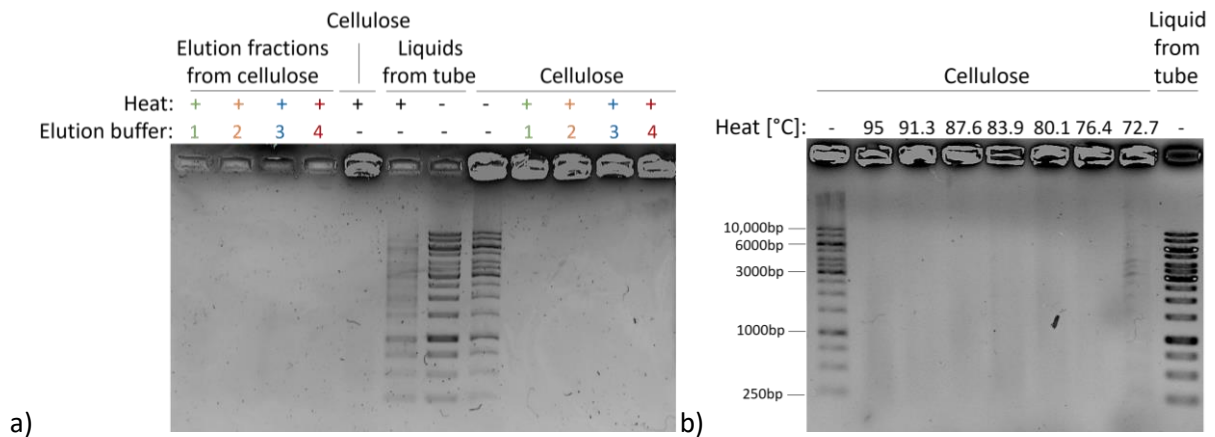 Cellulose
Elution fractions from cellulose
Liquids from tube
Cellulose
Heat: + + + + + + - - + + + +
Elution buffer: 1 2 3 4 - - - - 1 2 3 4
a)
Cellulose
Liquid from tube
Heat [°C]: - 95 91.3 87.6 83.9 80.1 76.4 72.7 -
10,000bp
6000bp
3000bp
1000bp
250bp
b)